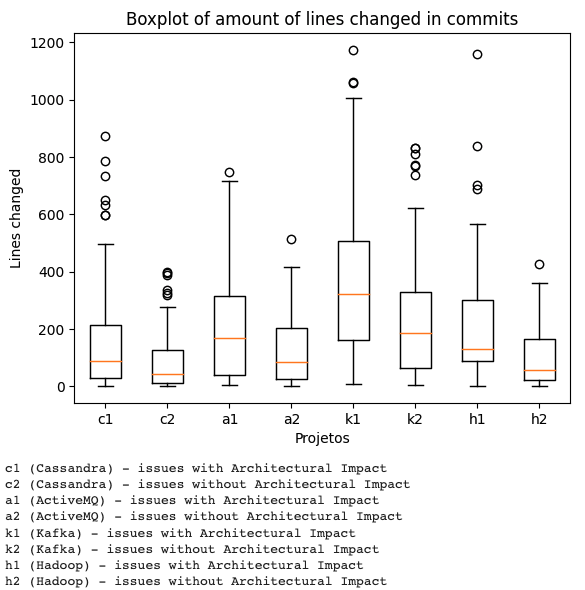 Boxplot of amount of lines changed in commits
1200
1000
800
600
400
200
0
Lines changed
c1 c2 a1 a2 k1 k2 h1 h2
Projetos
c1 (Cassandra) - issues with Architectural Impact
c2 (Cassandra) - issues without Architectural Impact
a1 (ActiveMQ) - issues with Architectural Impact
a2 (ActiveMQ) - issues without Architectural Impact
k1 (Kafka) - issues with Architectural Impact
k2 (Kafka) - issues without Architectural Impact
h1 (Hadoop) - issues with Architectural Impact
h2 (Hadoop) - issues without Architectural Impact